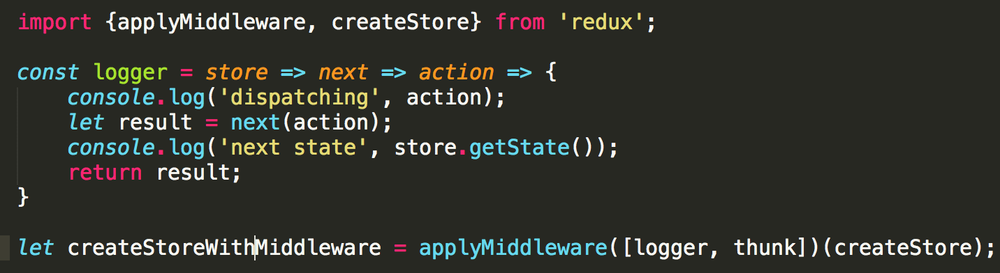 import {applyMiddleware, createStore} from 'redux';
const logger = store => next => action => {
    console.log('dispatching', action);
    let result = next(action);
    console.log('next state', store.getState());
    return result;
}
let createStoreWithMiddleware = applyMiddleware([logger, thunk])(createStore);